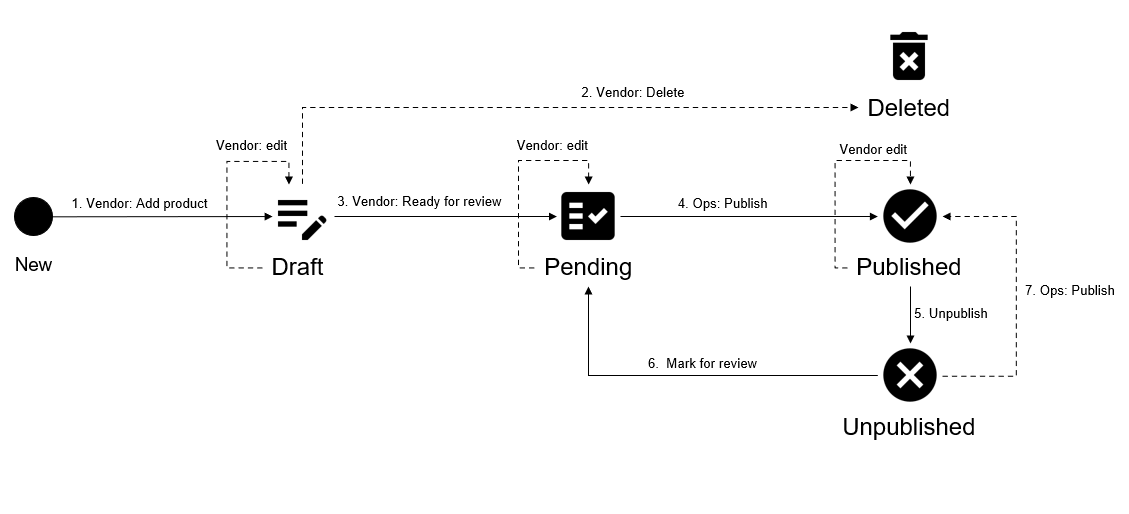 Deleted
2. Vendor: Delete
Vendor: edit
Vendor: edit
Vendor edit
1. Vendor: Add product
3. Vendor: Ready for review
4. Ops: Publish
New
Draft
Pending
Published
7. Ops: Publish
5. Unpublish
6.  Mark for review
Unpublished